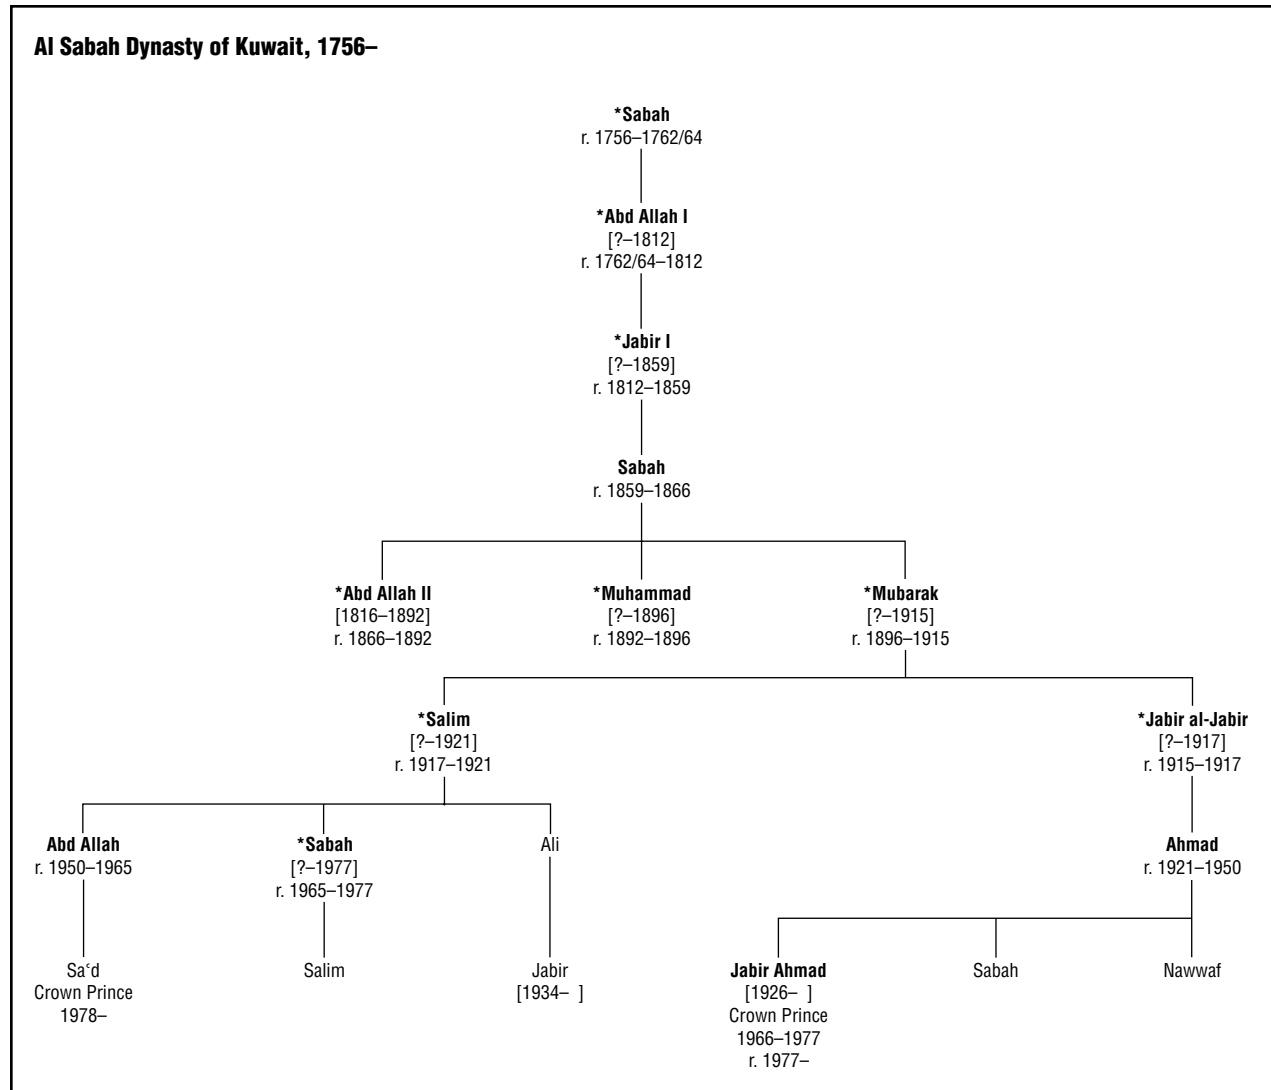 Al Sabah Dynasty of Kuwait, 1756–
*Sabah
r. 1756–1762/64
*Abd Allah I
[?–1812]
r. 1762/64–1812
*Jabir I
[?–1859]
r. 1812–1859
Sabah
r. 1859–1866
*Abd Allah II
[1816–1892]
r. 1866–1892
*Muhammad
[?–1896]
r. 1892–1896
*Mubarak
[?–1915]
r. 1896–1915
*Salim
[?–1921]
r. 1917–1921
*Jabir al-Jabir
[?–1917]
r. 1915–1917
Abd Allah
r. 1950–1965
*Sabah
[?–1977]
r. 1965–1977
Ali
Ahmad
r. 1921–1950
Saʿd
Crown Prince
1978–
Salim
Jabir
[1934– ]
Jabir Ahmad
[1926– ]
Crown Prince
1966–1977
r. 1977–
Sabah
Nawwaf